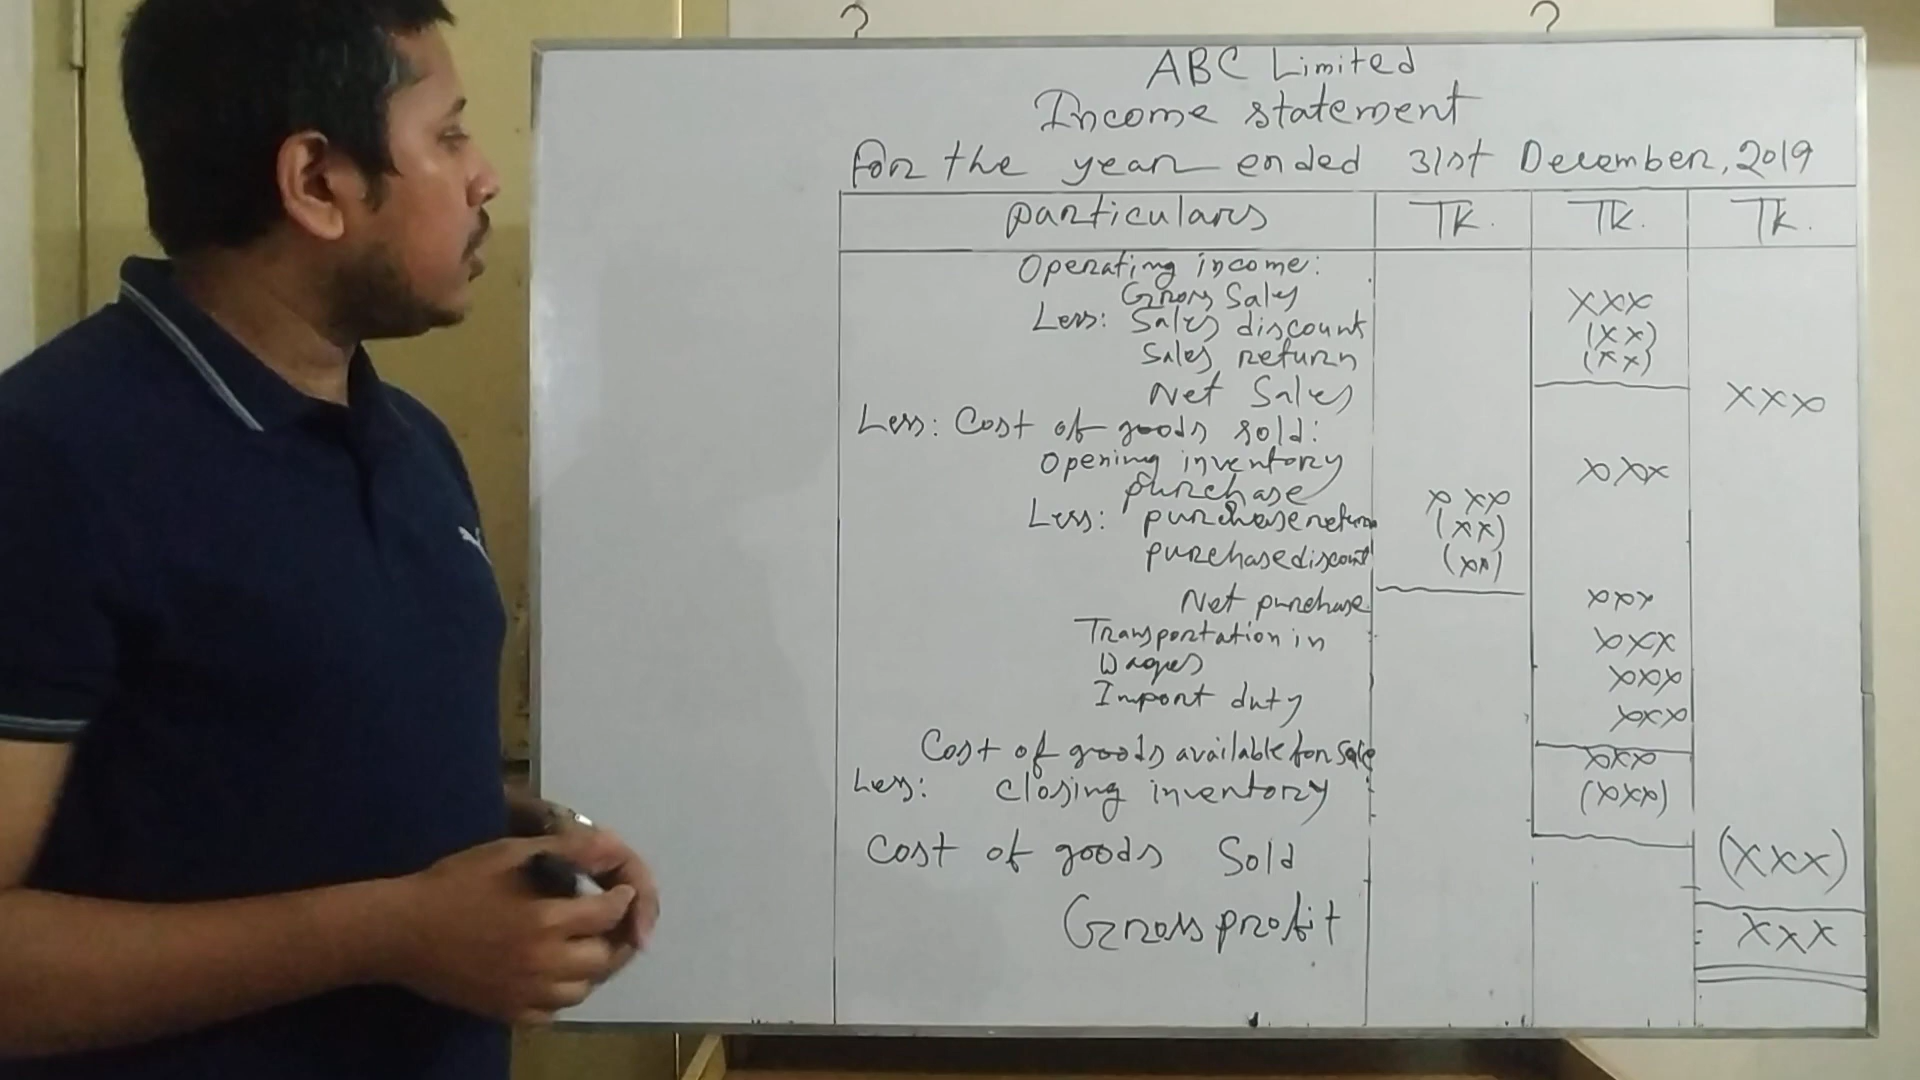 ? ?
ABC Limited
Income statement
For the year ended 31st December, 2019
particulars TK. TK. TK.
Operating income:
Gross Sales XXX
Less: Sales discount (XX)
Sales return (XX)
Net Sales XXX
Less: Cost of goods sold:
Opening inventory XXX
purchase XXX
Less: purchase return (XX)
purchase discount (XX)
Net purchase XXX
Transportation in XXX
Wages XXX
Import duty XXX
Cost of goods available for sale XXX
Less: closing inventory (XXX)
Cost of goods Sold (XXX)
Gross profit XXX